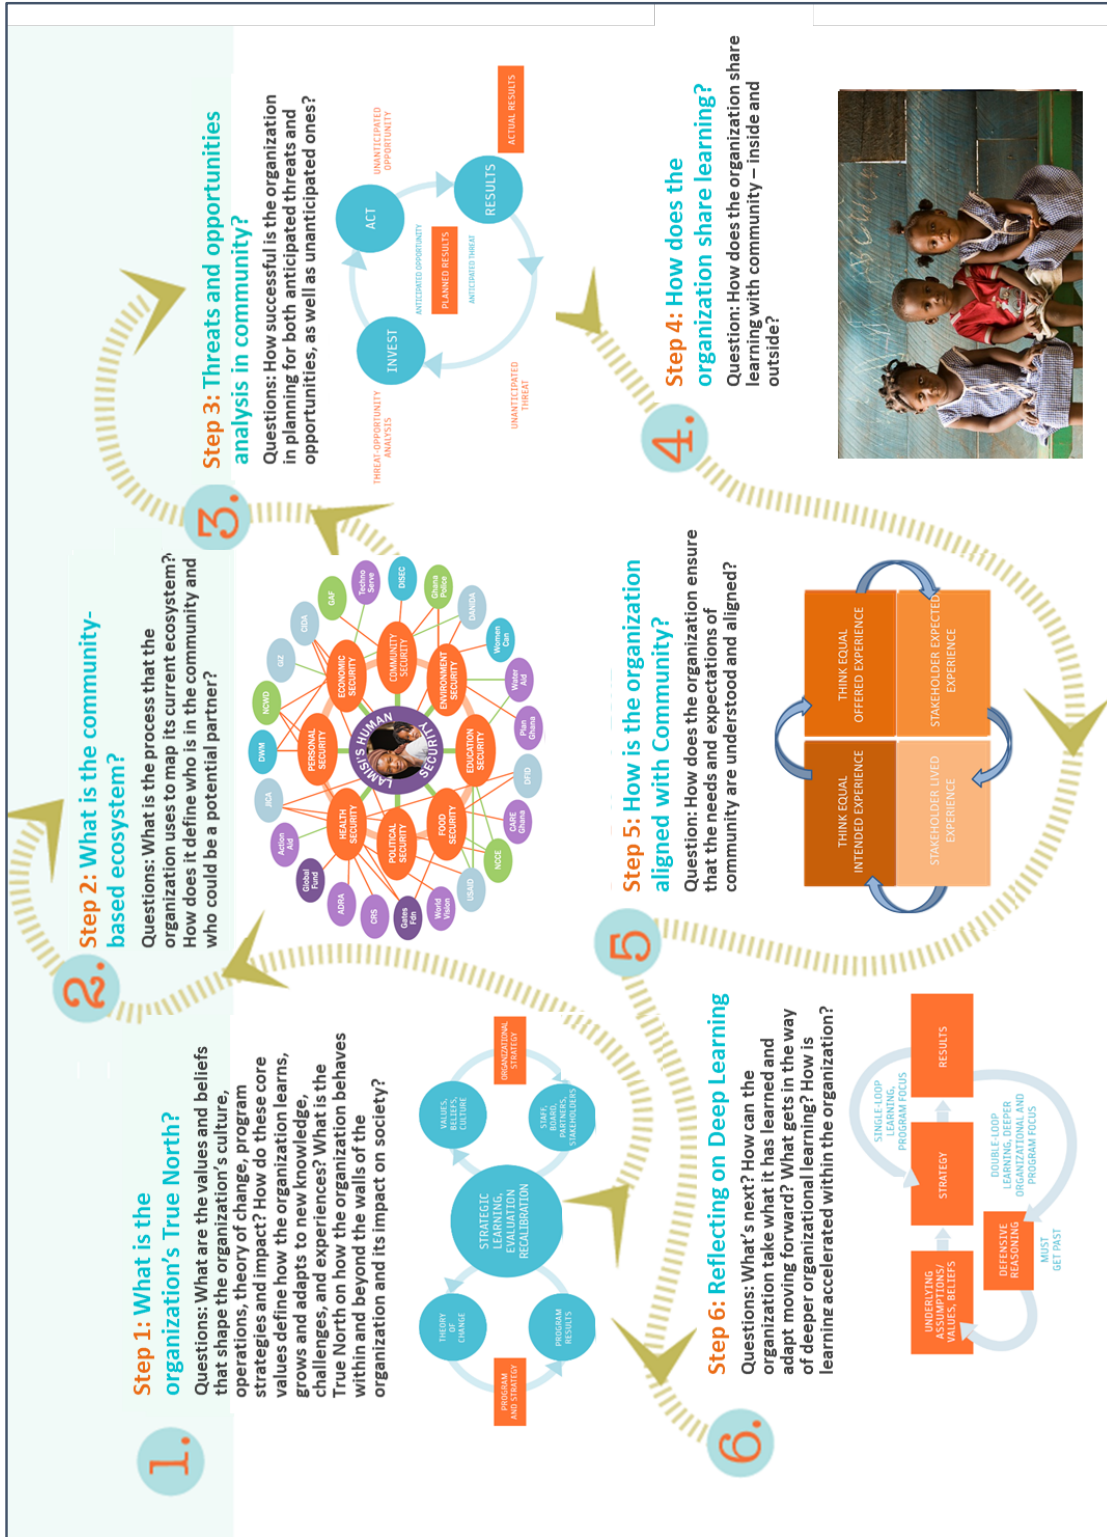 1.
Step 1: What is the
organization's True North?
Questions: What are the values and beliefs
that shape the organization's culture,
operations, theory of change, program
strategies and impact? How do these core
values define how the organization learns,
grows and adapts to new knowledge,
challenges, and experiences? What is the
True North on how the organization behaves
within and beyond the walls of the
organization and its impact on society?
THEORY
OF
CHANGE
VALUES,
BELIEFS,
CULTURE
PROGRAM
AND STRATEGY
STRATEGIC
LEARNING,
EVALUATION
RECALIBRATION
ORGANIZATIONAL
STRATEGY
PROGRAM
RESULTS
STAFF,
BOARD,
PARTNERS,
STAKEHOLDERS
2.
Step 2: What is the community-
based ecosystem?
Questions: What is the process that the
organization uses to map its current ecosystem?
How does it define who is in the community and
who could be a potential partner?
LAMISI'S HUMAN
SECURITY
PERSONAL
SECURITY
ECONOMIC
SECURITY
COMMUNITY
SECURITY
ENVIRONMENT
SECURITY
EDUCATION
SECURITY
FOOD
SECURITY
POLITICAL
SECURITY
HEALTH
SECURITY
DWM
NCWD
GIZ
CIDA
GAF
Techno
Serve
DISEC
Ghana
Police
DANIDA
Women
Can
Water
Aid
Plan
Ghana
DFID
CARE
Ghana
NCCE
USAID
World
Vision
Gates
Fdn
CRS
ADRA
Global
Fund
Action
Aid
JICA
3.
Step 3: Threats and opportunities
analysis in community?
Questions: How successful is the organization
in planning for both anticipated threats and
opportunities, as well as unanticipated ones?
THREAT-OPPORTUNITY
ANALYSIS
INVEST
ACT
UNANTICIPATED
OPPORTUNITY
ANTICIPATED OPPORTUNITY
PLANNED RESULTS
ANTICIPATED THREAT
RESULTS
ACTUAL RESULTS
UNANTICIPATED
THREAT
4.
Step 4: How does the
organization share learning?
Question: How does the organization share
learning with community – inside and
outside?
5
Step 5: How is the organization
aligned with Community?
Question: How does the organization ensure
that the needs and expectations of
community are understood and aligned?
THINK EQUAL
INTENDED EXPERIENCE
THINK EQUAL
OFFERED EXPERIENCE
STAKEHOLDER LIVED
EXPERIENCE
STAKEHOLDER EXPECTED
EXPERIENCE
6.
Step 6: Reflecting on Deep Learning
Questions: What's next? How can the
organization take what it has learned and
adapt moving forward? What gets in the way
of deeper organizational learning? How is
learning accelerated within the organization?
SINGLE-LOOP
LEARNING,
PROGRAM FOCUS
UNDERLYING
ASSUMPTIONS/
VALUES, BELIEFS
STRATEGY
RESULTS
DEFENSIVE
REASONING
DOUBLE-LOOP
LEARNING, DEEPER
ORGANIZATIONAL AND
PROGRAM FOCUS
MUST
GET PAST